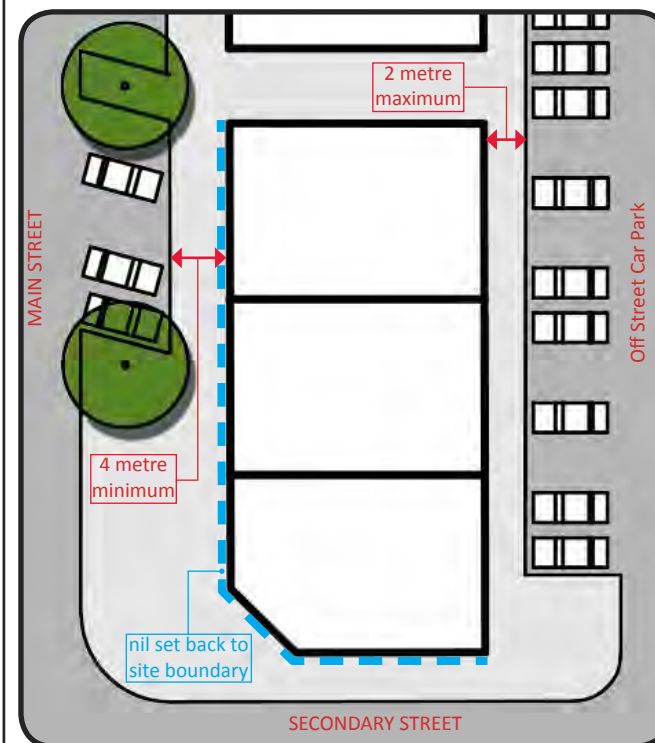 2 metre
maximum
MAIN STREET
Off Street Car Park
4 metre
minimum
nil set back to
site boundary
SECONDARY STREET